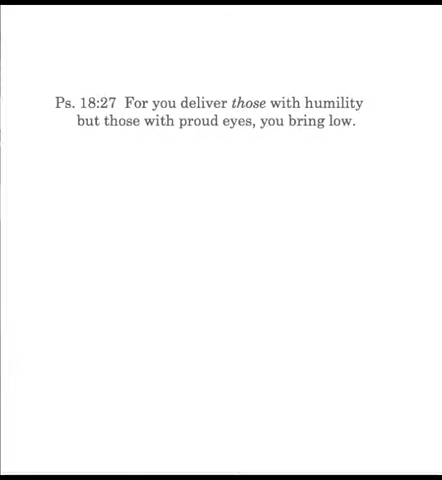 Ps. 18:27 For you deliver those with humility
but those with proud eyes, you bring low.